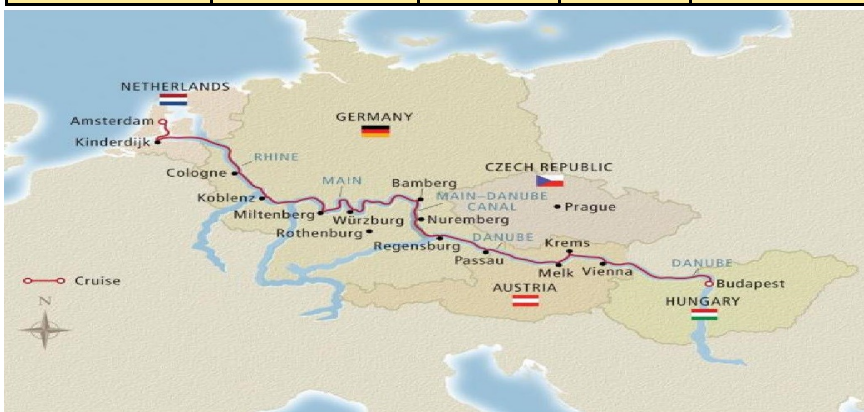 NETHERLANDS
Amsterdam
Kinderdijk
GERMANY
RHINE
Cologne
CZECH REPUBLIC
MAIN
Bamberg
Koblenz
MAIN–DANUBE
CANAL
Prague
Miltenberg
Würzburg
Nuremberg
Rothenburg
Regensburg
DANUBE
Krems
Passau
Melk
Vienna
DANUBE
Cruise
AUSTRIA
Budapest
HUNGARY
N